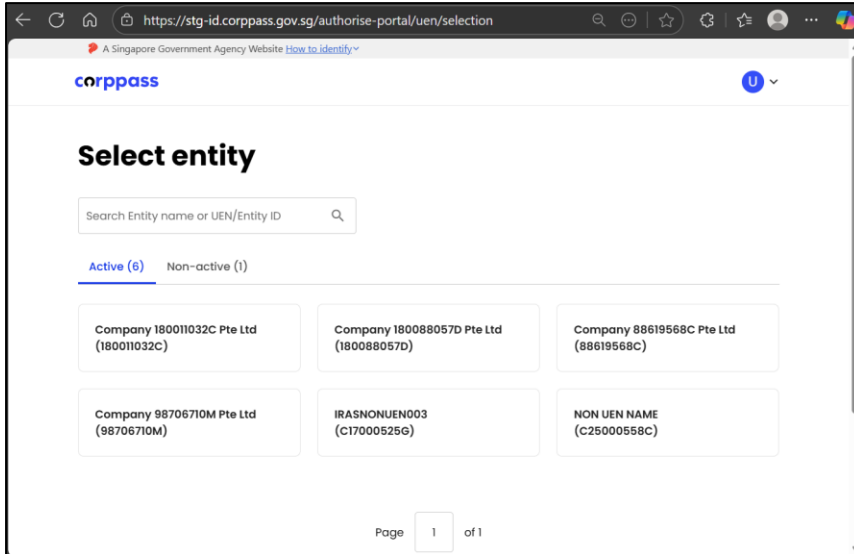 https://stg-id.corppass.gov.sg/authorise-portal/uen/selection
A Singapore Government Agency Website How to identify
corppass
U
Select entity
Search Entity name or UEN/Entity ID
Active (6) Non-active (1)
Company 180011032C Pte Ltd
(180011032C)
Company 180088057D Pte Ltd
(180088057D)
Company 88619568C Pte Ltd
(88619568C)
Company 98706710M Pte Ltd
(98706710M)
IRASNONUEN003
(C17000525G)
NON UEN NAME
(C25000558C)
Page 1 of 1